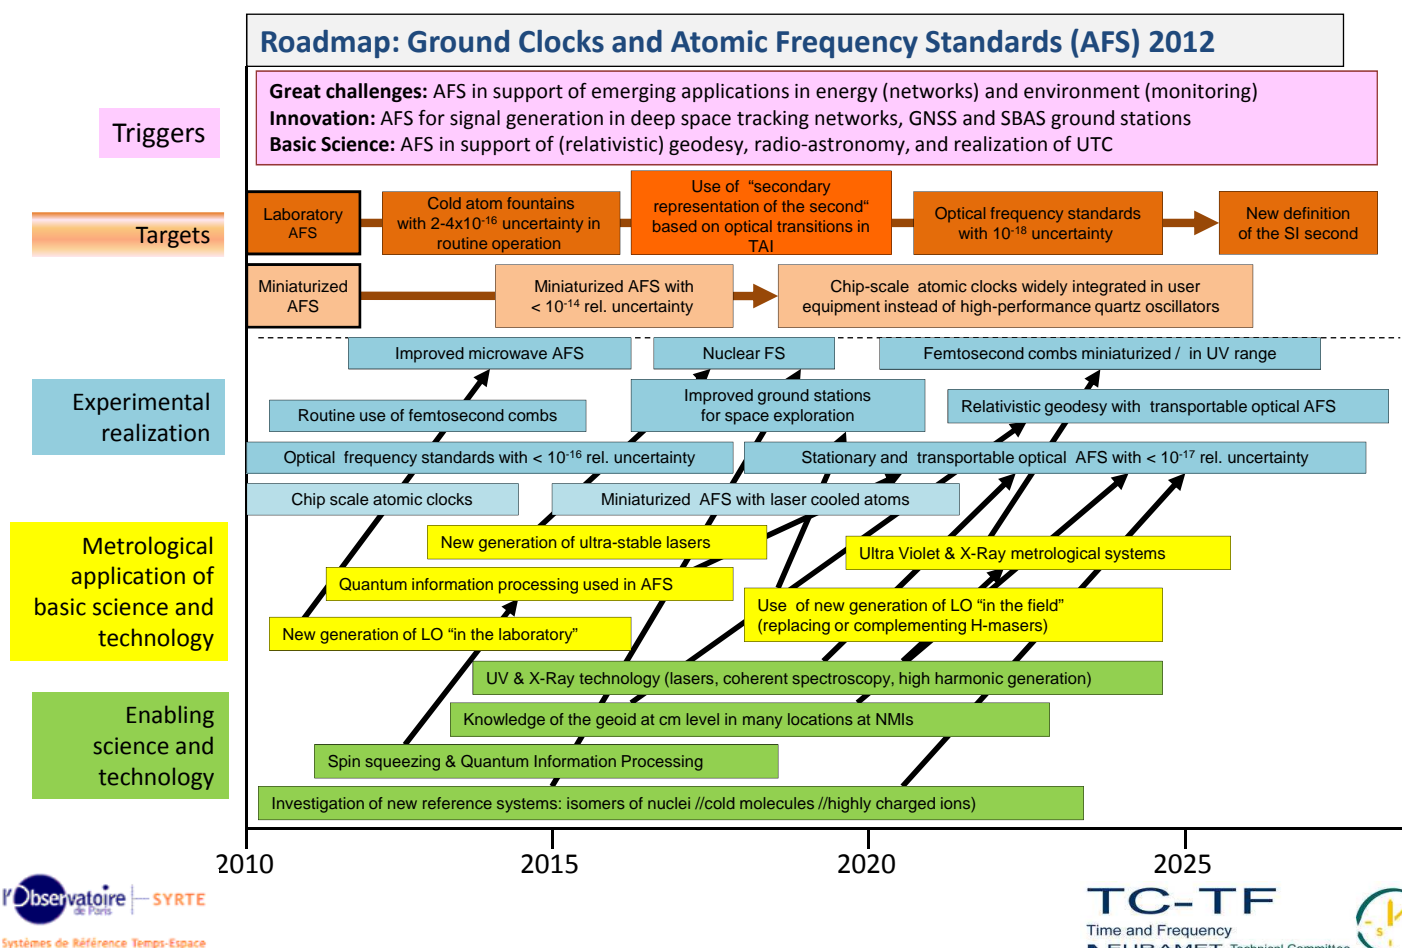 Roadmap: Ground Clocks and Atomic Frequency Standards (AFS) 2012
Triggers
Great challenges: AFS in support of emerging applications in energy (networks) and environment (monitoring)
Innovation: AFS for signal generation in deep space tracking networks, GNSS and SBAS ground stations
Basic Science: AFS in support of (relativistic) geodesy, radio-astronomy, and realization of UTC
Targets
Laboratory
AFS
Cold atom fountains
with 2-4x10⁻¹⁶ uncertainty in
routine operation
Use of "secondary
representation of the second"
based on optical transitions in
TAI
Optical frequency standards
with 10⁻¹⁸ uncertainty
New definition
of the SI second
Miniaturized
AFS
Miniaturized AFS with
< 10⁻¹⁴ rel. uncertainty
Chip-scale atomic clocks widely integrated in user
equipment instead of high-performance quartz oscillators
Experimental
realization
Improved microwave AFS
Nuclear FS
Femtosecond combs miniaturized / in UV range
Routine use of femtosecond combs
Improved ground stations
for space exploration
Relativistic geodesy with transportable optical AFS
Optical frequency standards with < 10⁻¹⁶ rel. uncertainty
Stationary and transportable optical AFS with < 10⁻¹⁷ rel. uncertainty
Chip scale atomic clocks
Miniaturized AFS with laser cooled atoms
Metrological
application of
basic science and
technology
New generation of ultra-stable lasers
Ultra Violet & X-Ray metrological systems
Quantum information processing used in AFS
Use of new generation of LO "in the field"
(replacing or complementing H-masers)
New generation of LO "in the laboratory"
Enabling
science and
technology
UV & X-Ray technology (lasers, coherent spectroscopy, high harmonic generation)
Knowledge of the geoid at cm level in many locations at NMIs
Spin squeezing & Quantum Information Processing
Investigation of new reference systems: isomers of nuclei //cold molecules //highly charged ions)
2010
2015
2020
2025
l'Observatoire
de Paris
SYRTE
Systèmes de Référence Temps-Espace
TC-TF
Time and Frequency
EURAMET Technical Committee
S